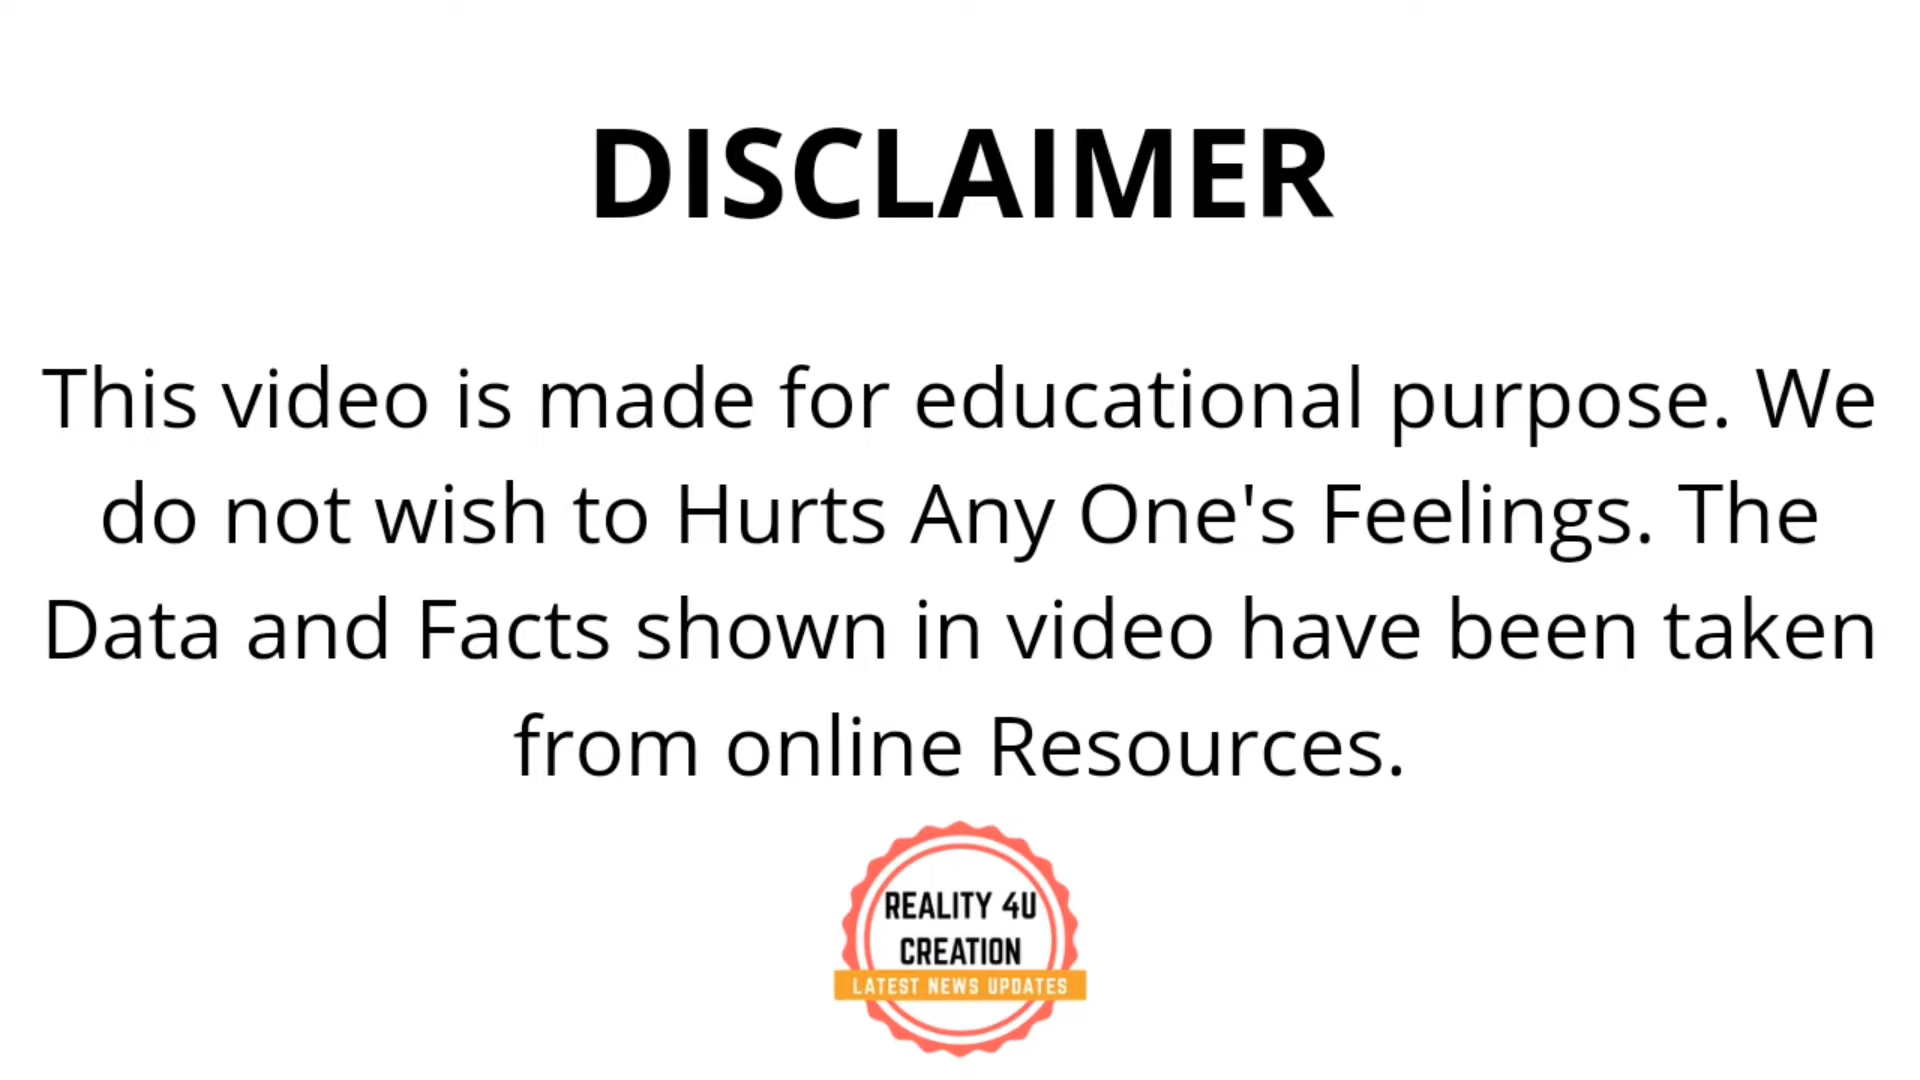 DISCLAIMER
This video is made for educational purpose. We
do not wish to Hurts Any One's Feelings. The
Data and Facts shown in video have been taken
from online Resources.
REALITY 4U
CREATION
LATEST NEWS UPDATES